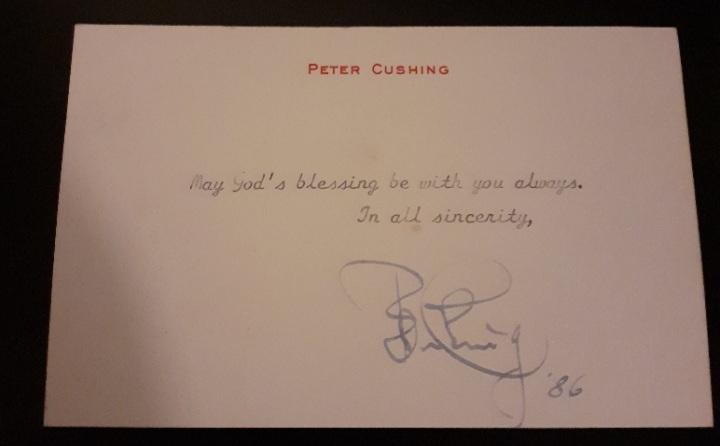 PETER CUSHING
May God's blessing be with you always.
In all sincerity,
'86